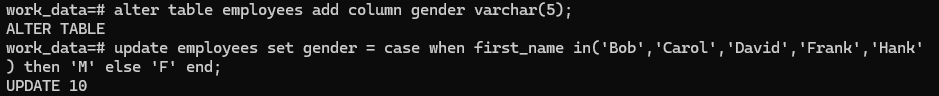 work_data=# alter table employees add column gender varchar(5);
ALTER TABLE
work_data=# update employees set gender = case when first_name in('Bob','Carol','David','Frank','Hank'
) then 'M' else 'F' end;
UPDATE 10